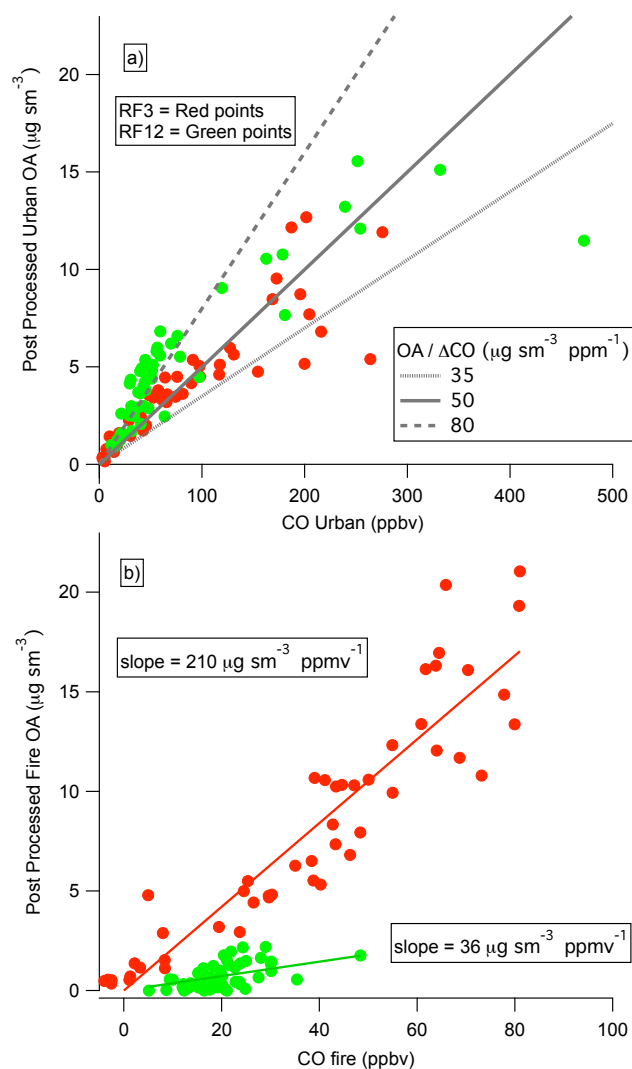 a)
RF3 = Red points
RF12 = Green points
Post Processed Urban OA (μg sm⁻³)
20
15
10
5
0
OA / ΔCO (μg sm⁻³ ppm⁻¹)
35
50
80
0 100 200 300 400 500
CO Urban (ppbv)
b)
Post Processed Fire OA (μg sm⁻³)
20
15
10
5
0
slope = 210 μg sm⁻³ ppmv⁻¹
slope = 36 μg sm⁻³ ppmv⁻¹
0 20 40 60 80 100
CO fire (ppbv)